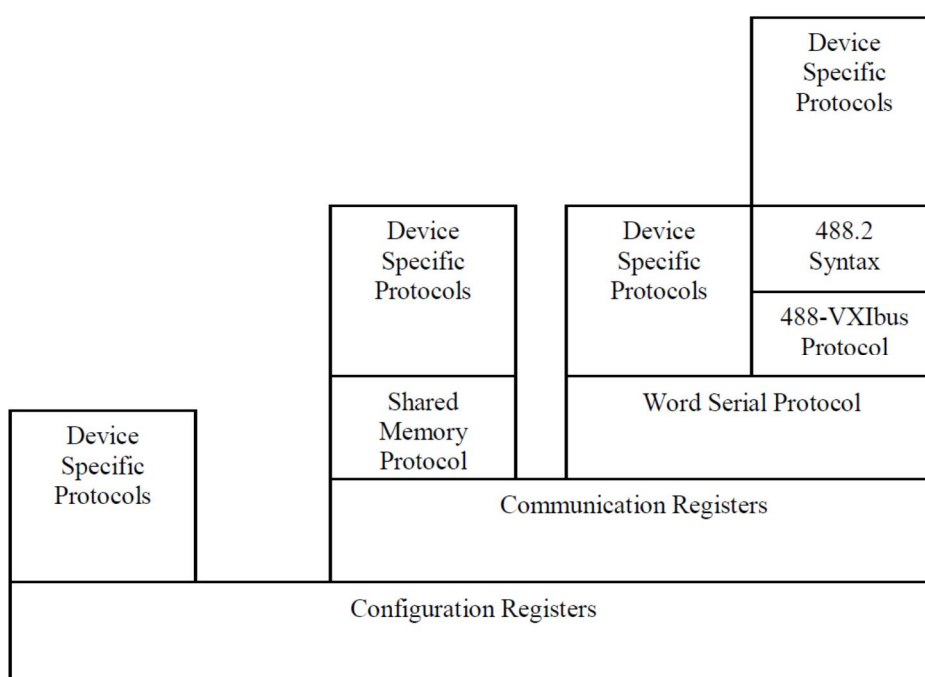 Device
Specific
Protocols
Device
Specific
Protocols
Device
Specific
Protocols
488.2
Syntax
488-VXIbus
Protocol
Shared
Memory
Protocol
Word Serial Protocol
Device
Specific
Protocols
Communication Registers
Configuration Registers